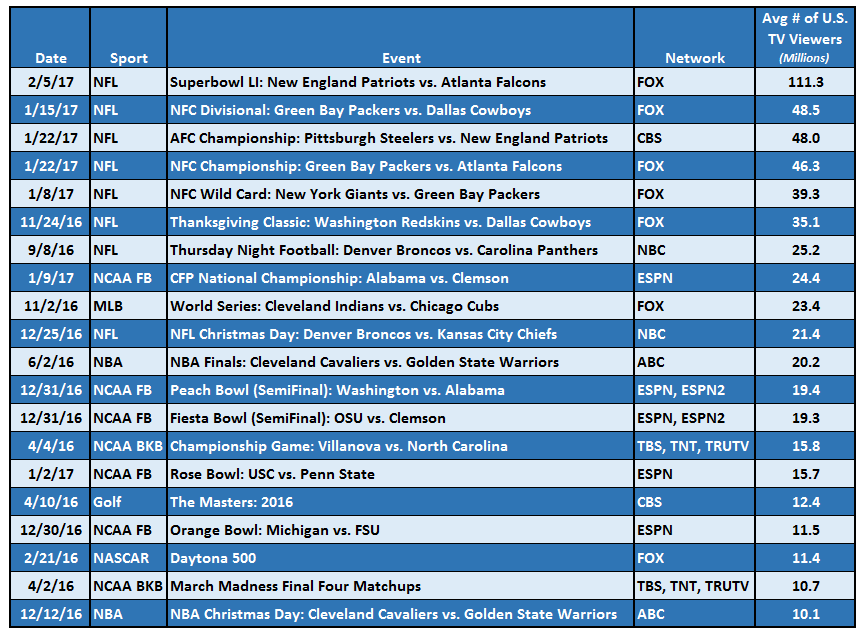 Date Sport Event Network Avg # of U.S. TV Viewers (Millions)
2/5/17 NFL Superbowl LI: New England Patriots vs. Atlanta Falcons FOX 111.3
1/15/17 NFL NFC Divisional: Green Bay Packers vs. Dallas Cowboys FOX 48.5
1/22/17 NFL AFC Championship: Pittsburgh Steelers vs. New England Patriots CBS 48.0
1/22/17 NFL NFC Championship: Green Bay Packers vs. Atlanta Falcons FOX 46.3
1/8/17 NFL NFC Wild Card: New York Giants vs. Green Bay Packers FOX 39.3
11/24/16 NFL Thanksgiving Classic: Washington Redskins vs. Dallas Cowboys FOX 35.1
9/8/16 NFL Thursday Night Football: Denver Broncos vs. Carolina Panthers NBC 25.2
1/9/17 NCAA FB CFP National Championship: Alabama vs. Clemson ESPN 24.4
11/2/16 MLB World Series: Cleveland Indians vs. Chicago Cubs FOX 23.4
12/25/16 NFL NFL Christmas Day: Denver Broncos vs. Kansas City Chiefs NBC 21.4
6/2/16 NBA NBA Finals: Cleveland Cavaliers vs. Golden State Warriors ABC 20.2
12/31/16 NCAA FB Peach Bowl (SemiFinal): Washington vs. Alabama ESPN, ESPN2 19.4
12/31/16 NCAA FB Fiesta Bowl (SemiFinal): OSU vs. Clemson ESPN, ESPN2 19.3
4/4/16 NCAA BKB Championship Game: Villanova vs. North Carolina TBS, TNT, TRUTV 15.8
1/2/17 NCAA FB Rose Bowl: USC vs. Penn State ESPN 15.7
4/10/16 Golf The Masters: 2016 CBS 12.4
12/30/16 NCAA FB Orange Bowl: Michigan vs. FSU ESPN 11.5
2/21/16 NASCAR Daytona 500 FOX 11.4
4/2/16 NCAA BKB March Madness Final Four Matchups TBS, TNT, TRUTV 10.7
12/12/16 NBA NBA Christmas Day: Cleveland Cavaliers vs. Golden State Warriors ABC 10.1